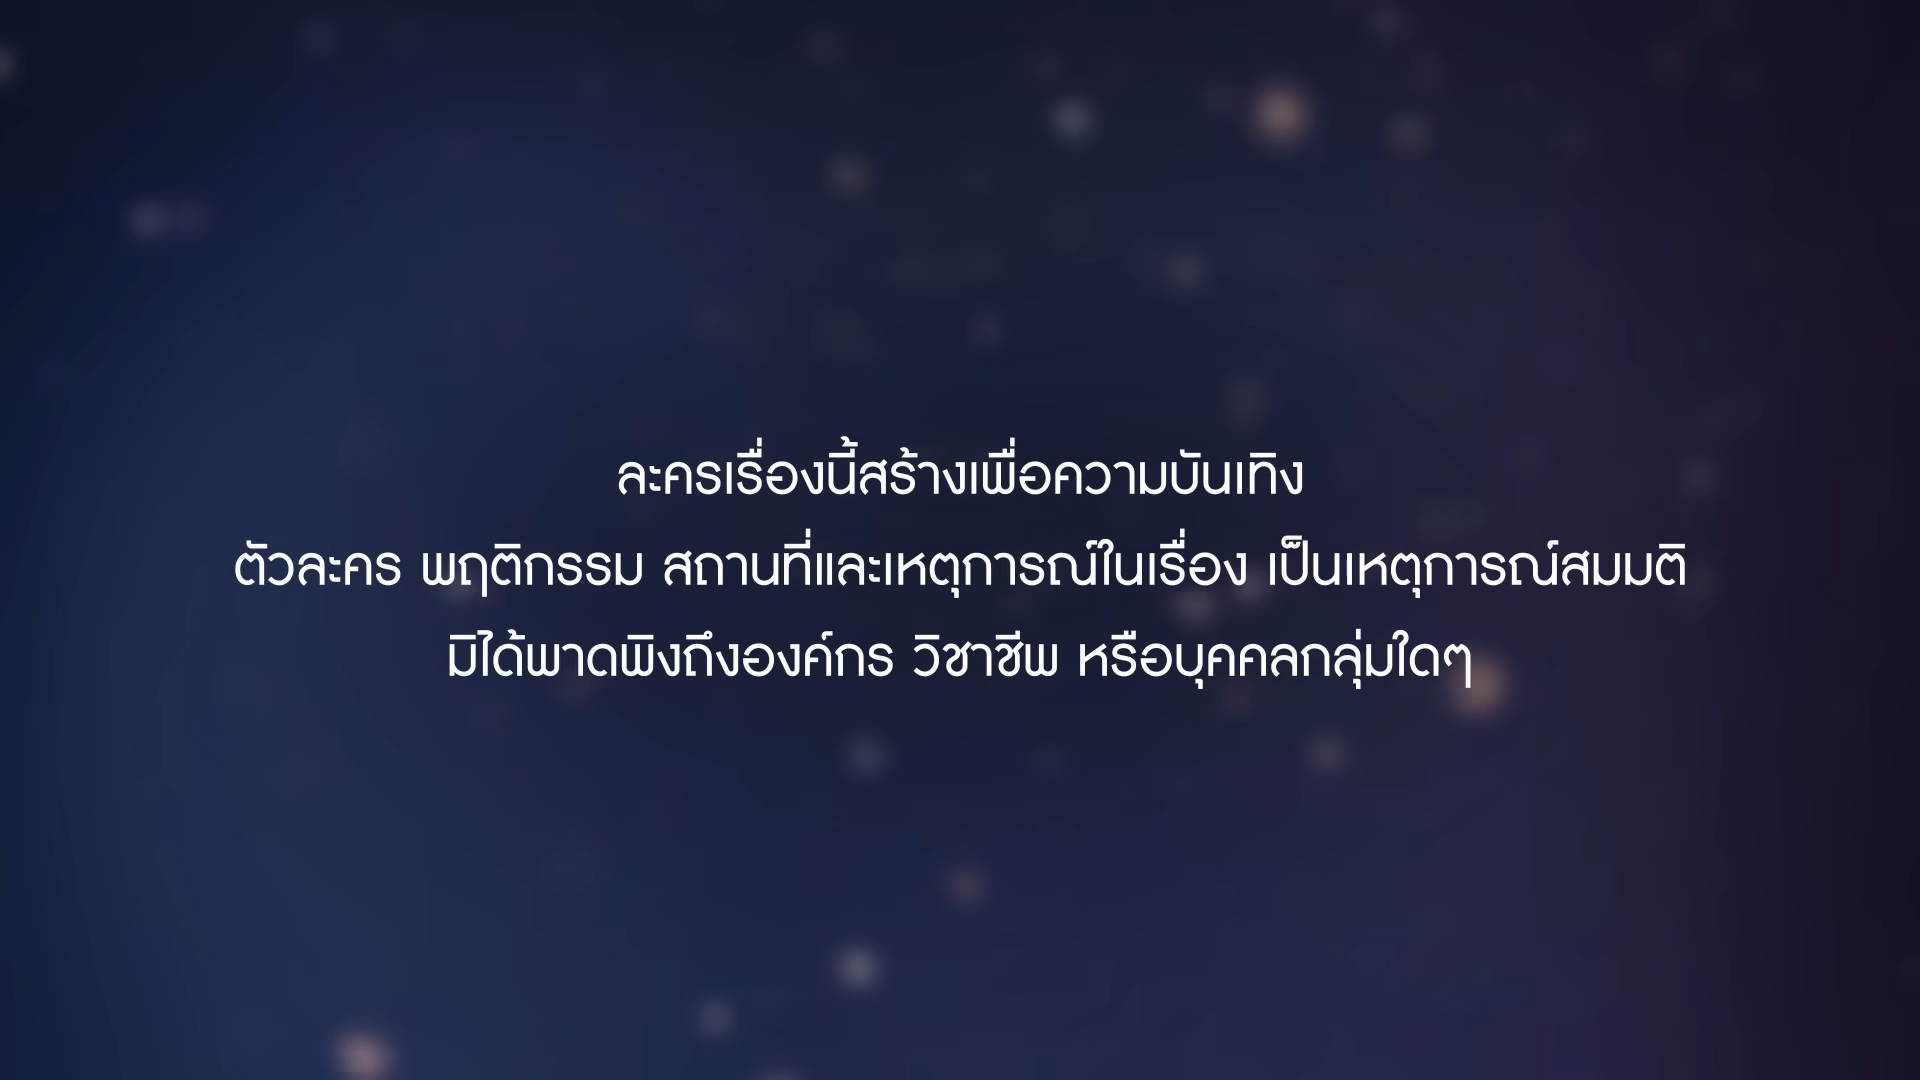 ละครเรื่องนี้สร้างเพื่อความบันเทิง
ตัวละคร พฤติกรรม สถานที่และเหตุการณ์ในเรื่อง เป็นเหตุการณ์สมมติ
มิได้พาดพิงถึงองค์กร วิชาชีพ หรือบุคคลกลุ่มใดๆ